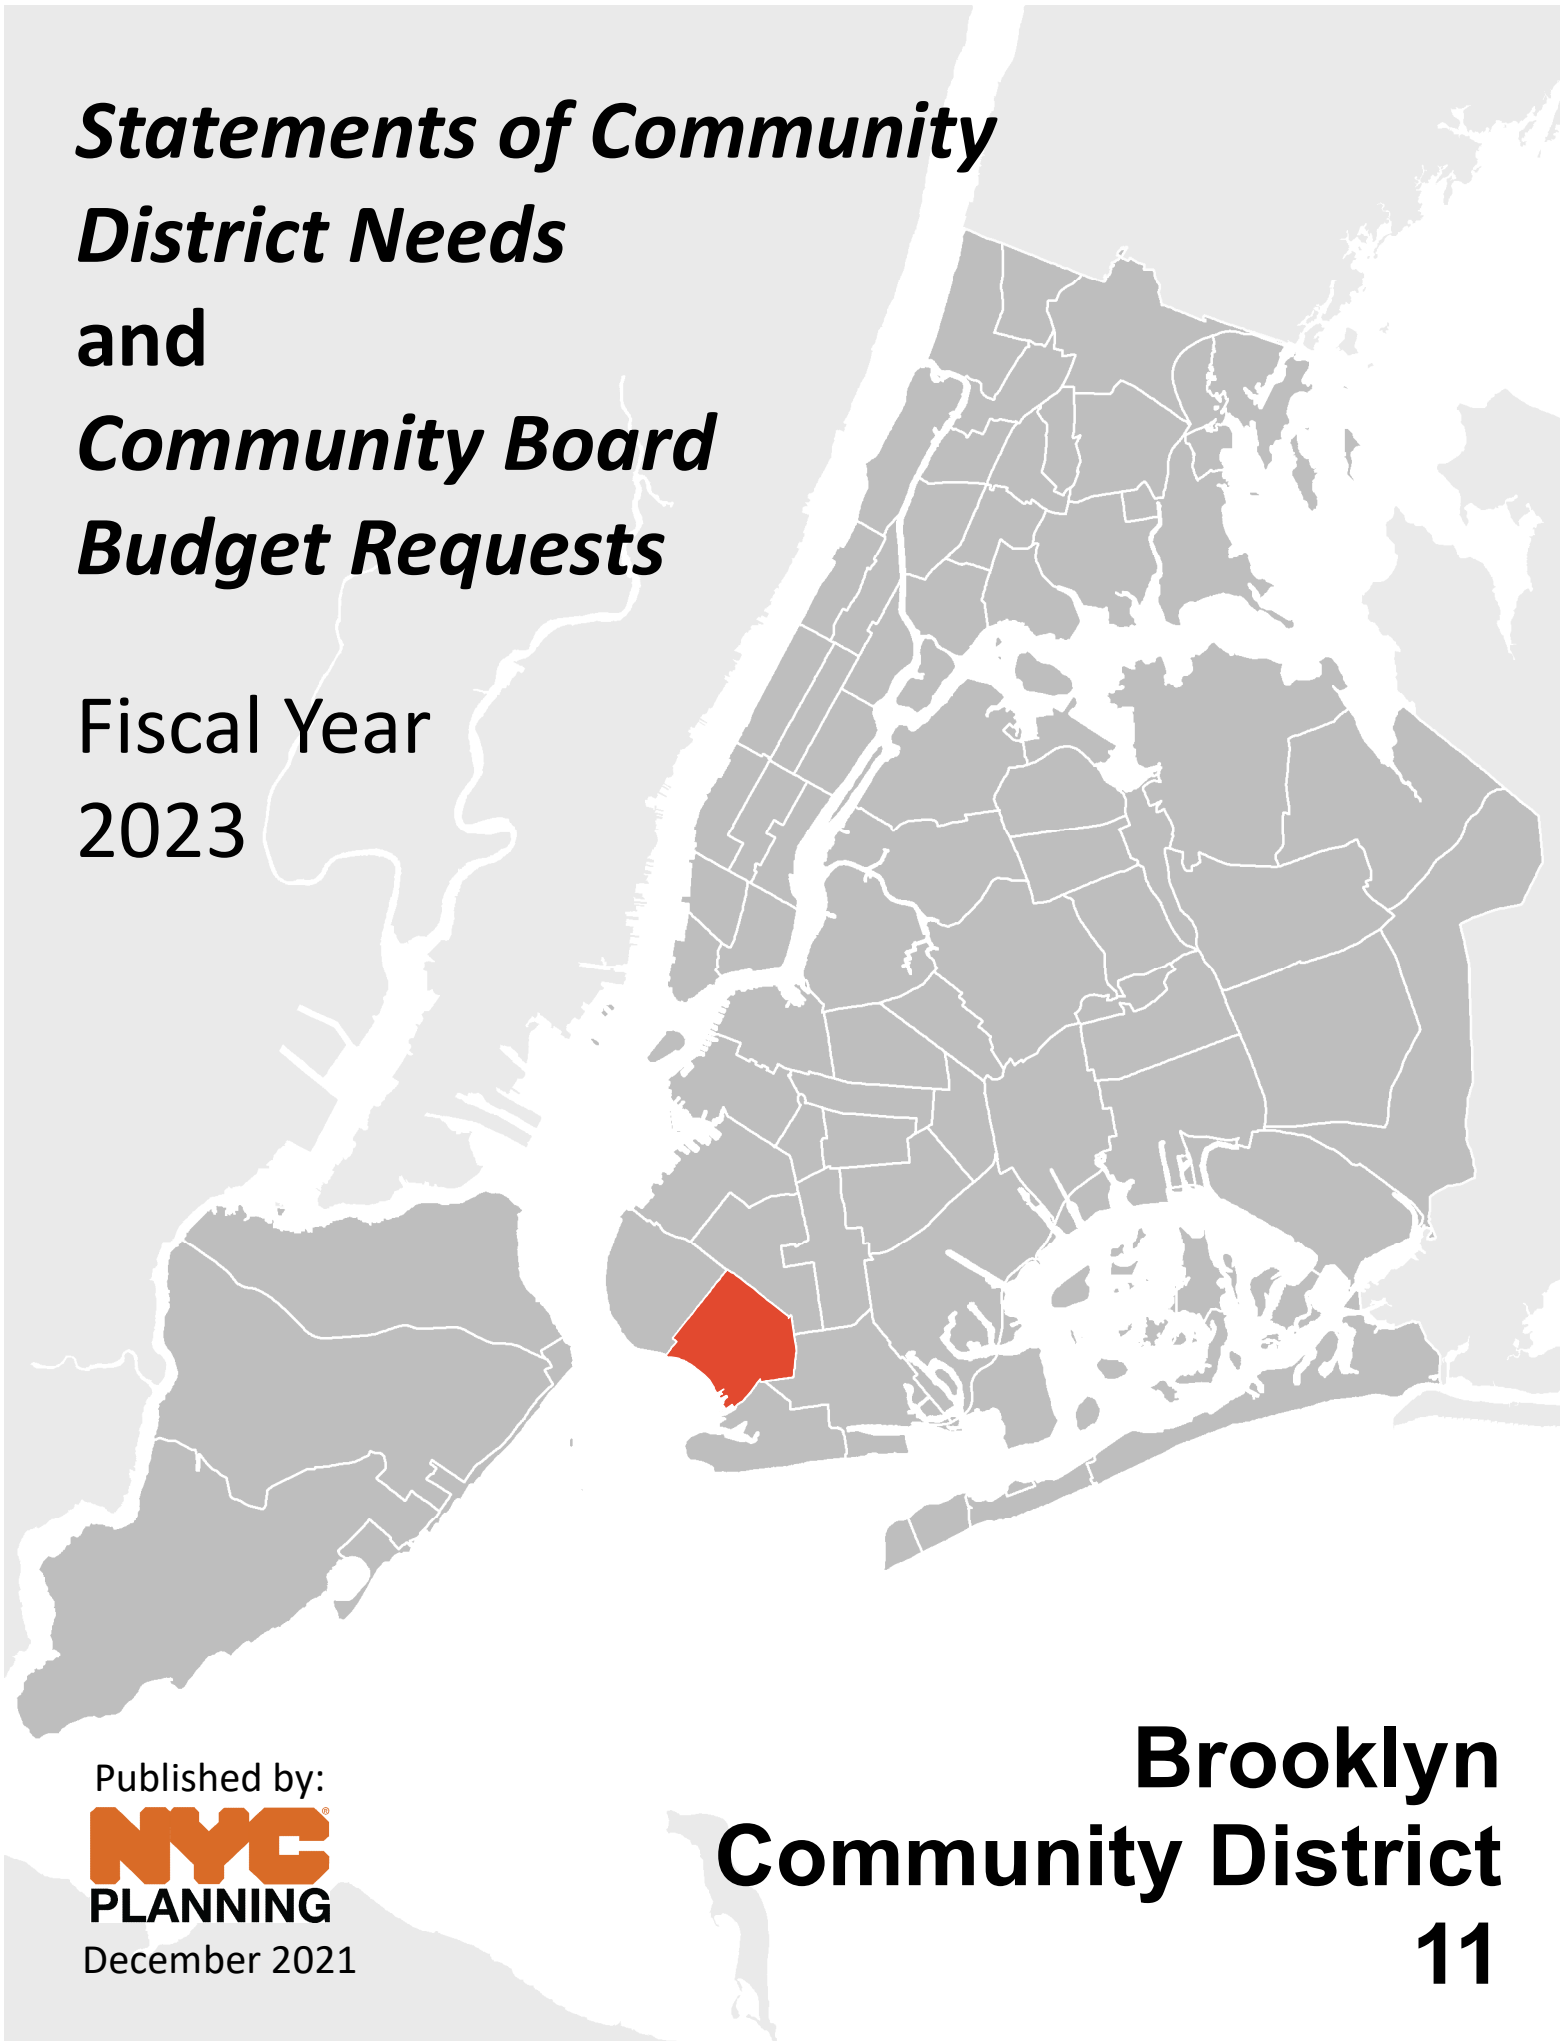 Statements of Community
District Needs
and
Community Board
Budget Requests
Fiscal Year
2023
Published by:
NYC®
PLANNING
December 2021
Brooklyn
Community District
11